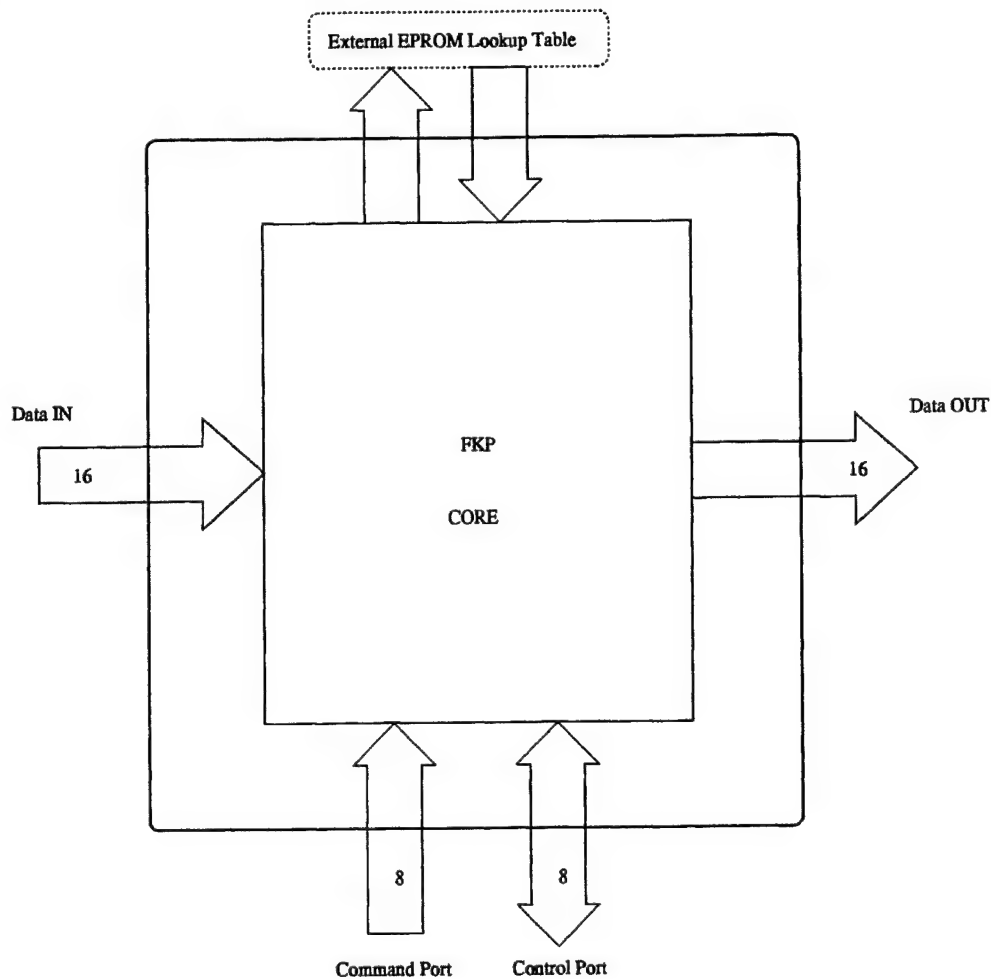 External EPROM Lookup Table
Data IN
Data OUT
16
FKP
16
CORE
8
8
Command Port
Control Port